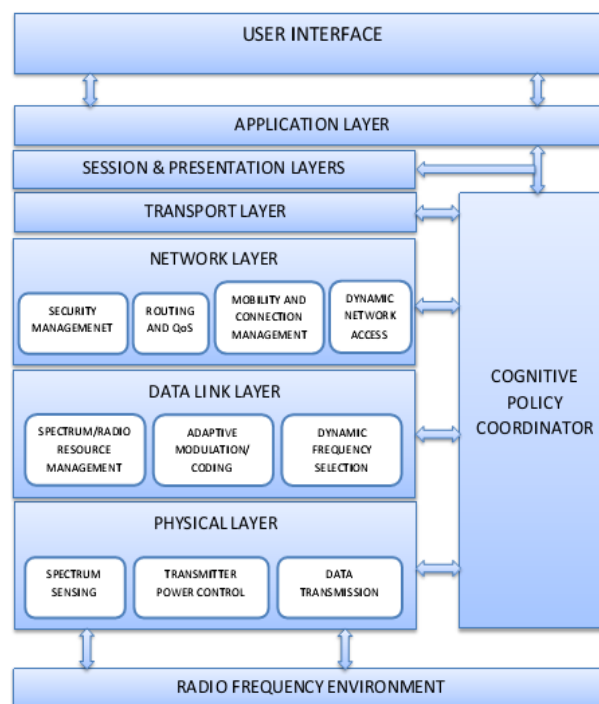 USER INTERFACE
APPLICATION LAYER
SESSION & PRESENTATION LAYERS
TRANSPORT LAYER
NETWORK LAYER
SECURITY
MANAGEMENET
ROUTING
AND QoS
MOBILITY AND
CONNECTION
MANAGEMENT
DYNAMIC
NETWORK
ACCESS
DATA LINK LAYER
SPECTRUM/RADIO
RESOURCE
MANAGEMENT
ADAPTIVE
MODULATION/
CODING
DYNAMIC
FREQUENCY
SELECTION
PHYSICAL LAYER
SPECTRUM
SENSING
TRANSMITTER
POWER CONTROL
DATA
TRANSMISSION
COGNITIVE
POLICY
COORDINATOR
RADIO FREQUENCY ENVIRONMENT